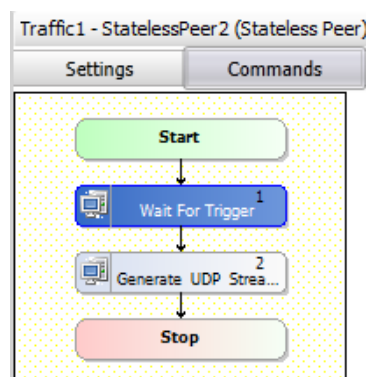 Traffic1 - StatelessPeer2 (Stateless Peer)
Settings Commands
Start
1
Wait For Trigger
2
Generate UDP Strea...
Stop